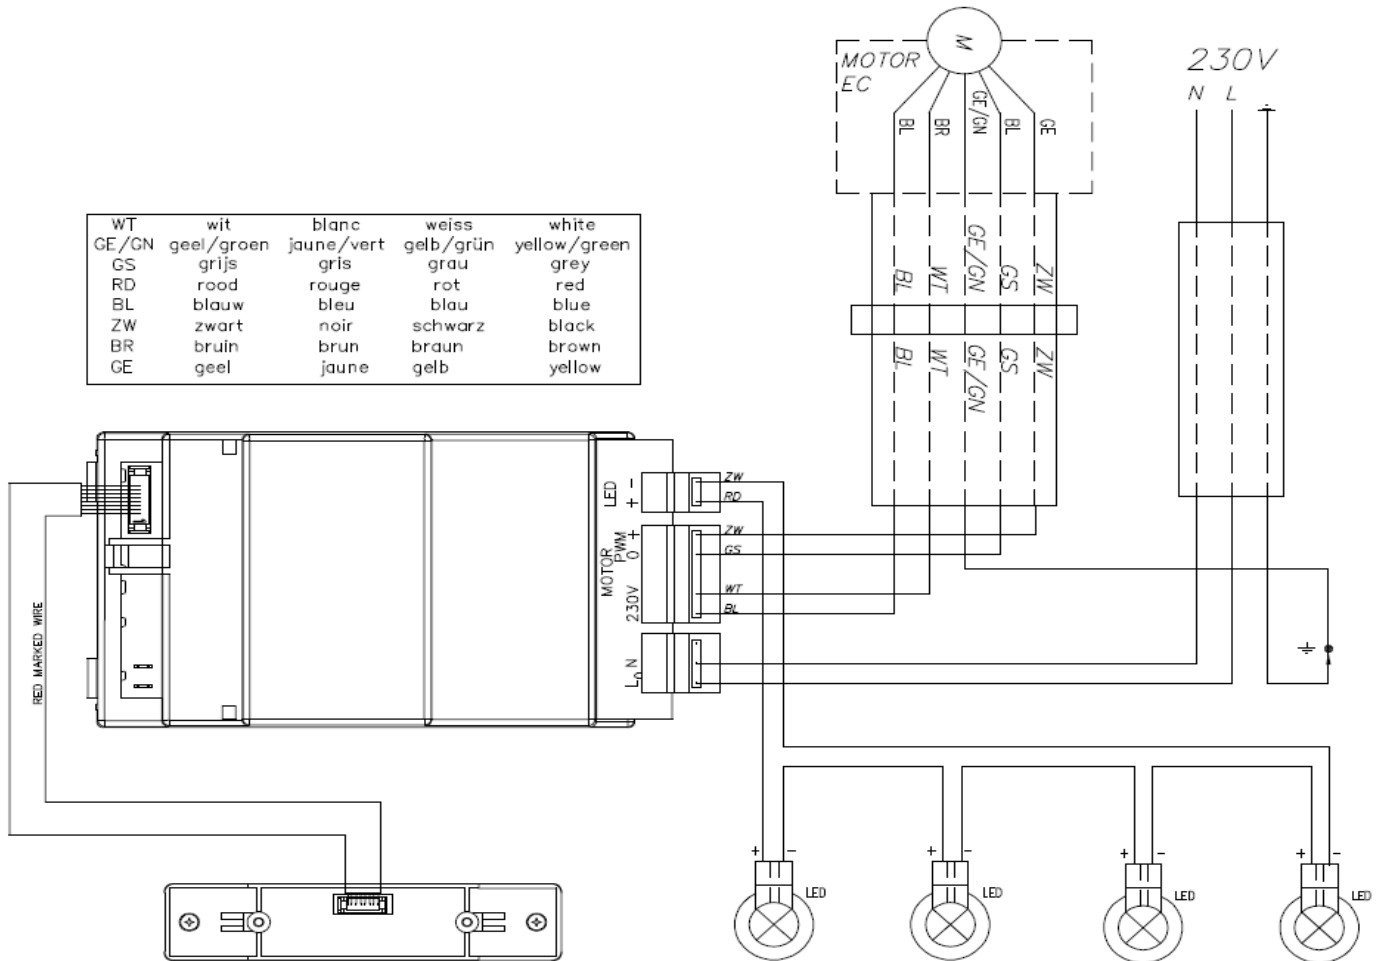 M
MOTOR
EC
BL
BR
GE/GN
BL
GE
230V
N L
WT wit blanc weiss white
GE/GN geel/groen jaune/vert gelb/grün yellow/green
GS grijs gris grau grey
RD rood rouge rot red
BL blauw bleu blau blue
ZW zwart noir schwarz black
BR bruin brun braun brown
GE geel jaune gelb yellow
BL
WT
GE/GN
GS
ZW
BL
WT
GE/GN
GS
ZW
LED
+ -
ZW
RD
MOTOR
PWM
0 +
230V
ZW
GS
WT
BL
L N
RED MARKED WIRE
+ -
LED
+ -
LED
+ -
LED
+ -
LED